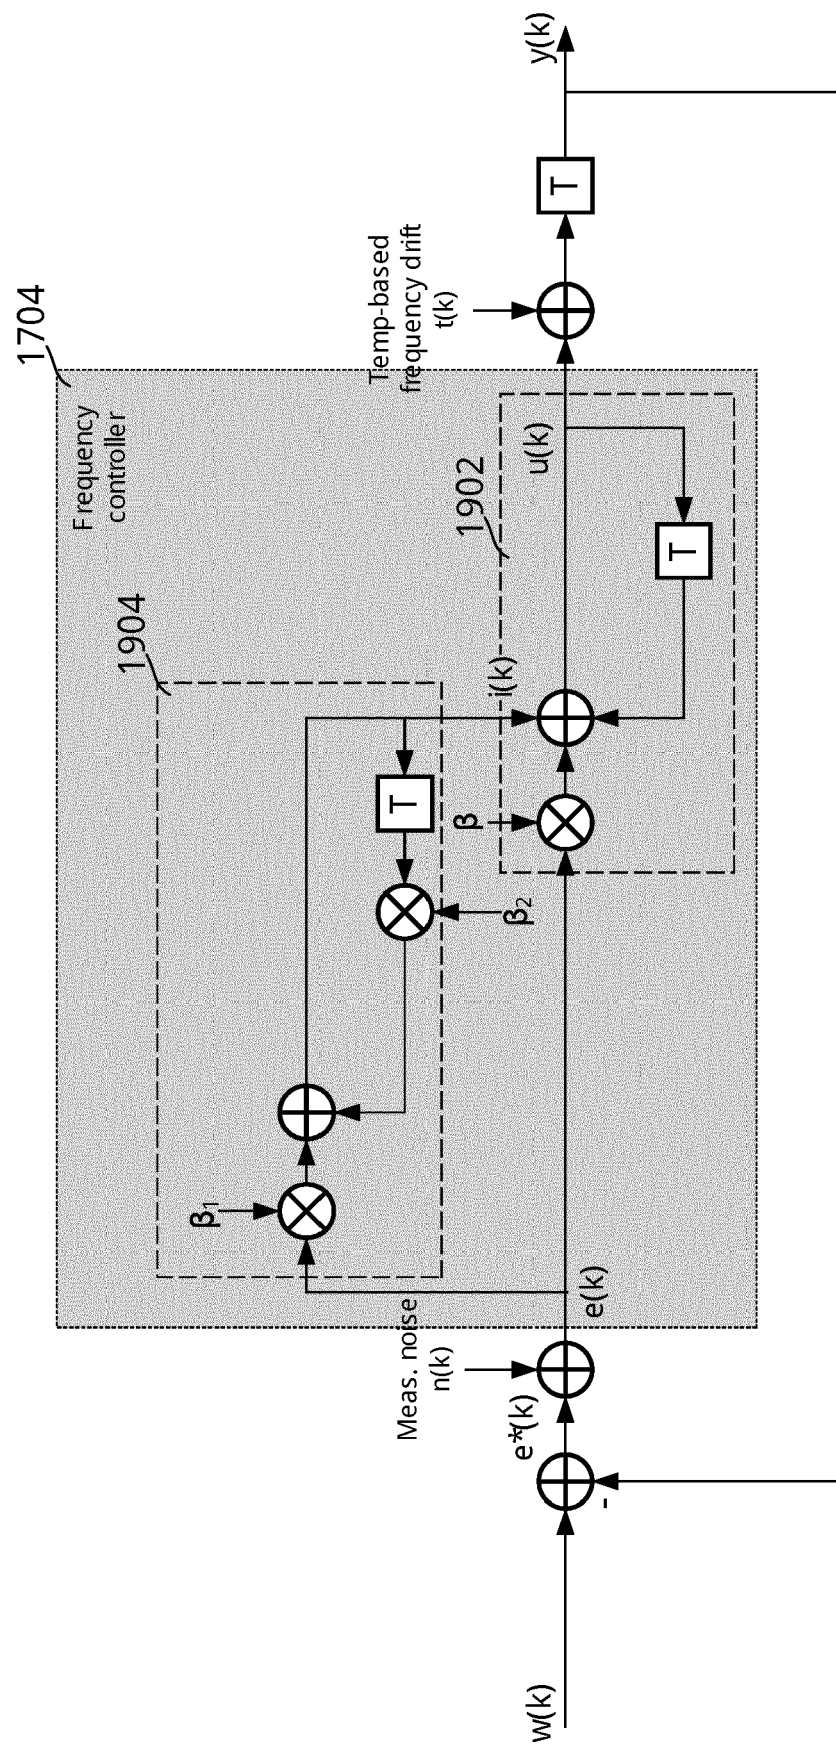 1704
Frequency
controller
1904
β1
T
β2
1902
β
i(k)
u(k)
T
Temp-based
frequency drift
t(k)
T
y(k)
Meas. noise
n(k)
w(k)
-
e*(k)
e(k)